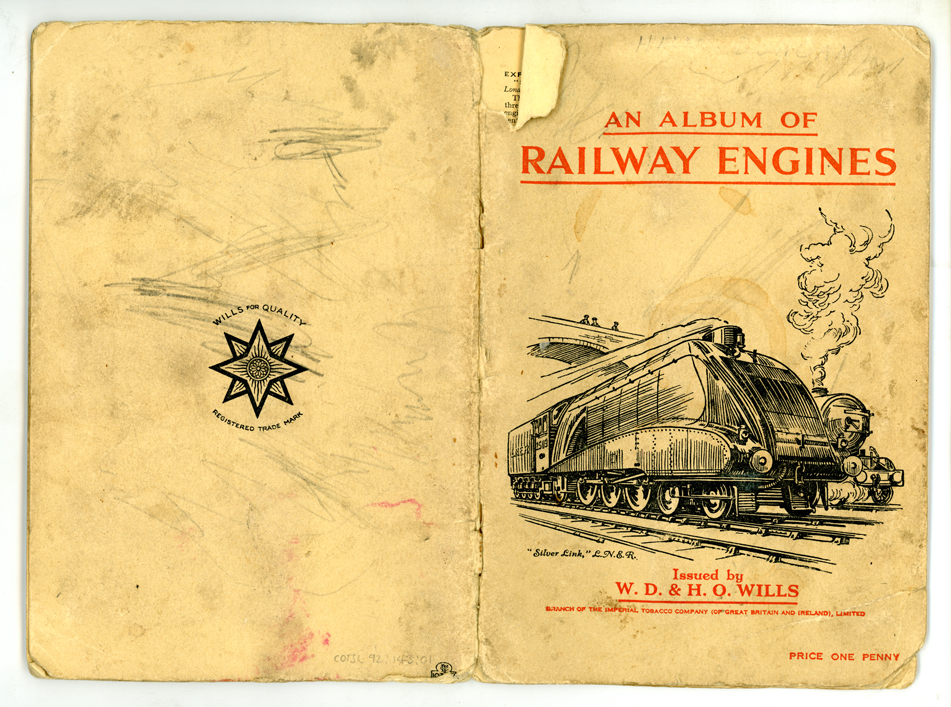 WILLS FOR QUALITY
REGISTERED TRADE MARK
AN ALBUM OF
RAILWAY ENGINES
"Silver Link," L.N.E.R.
Issued by
W. D. & H. O. WILLS
BRANCH OF THE IMPERIAL TOBACCO COMPANY (OF GREAT BRITAIN AND IRELAND), LIMITED
PRICE ONE PENNY